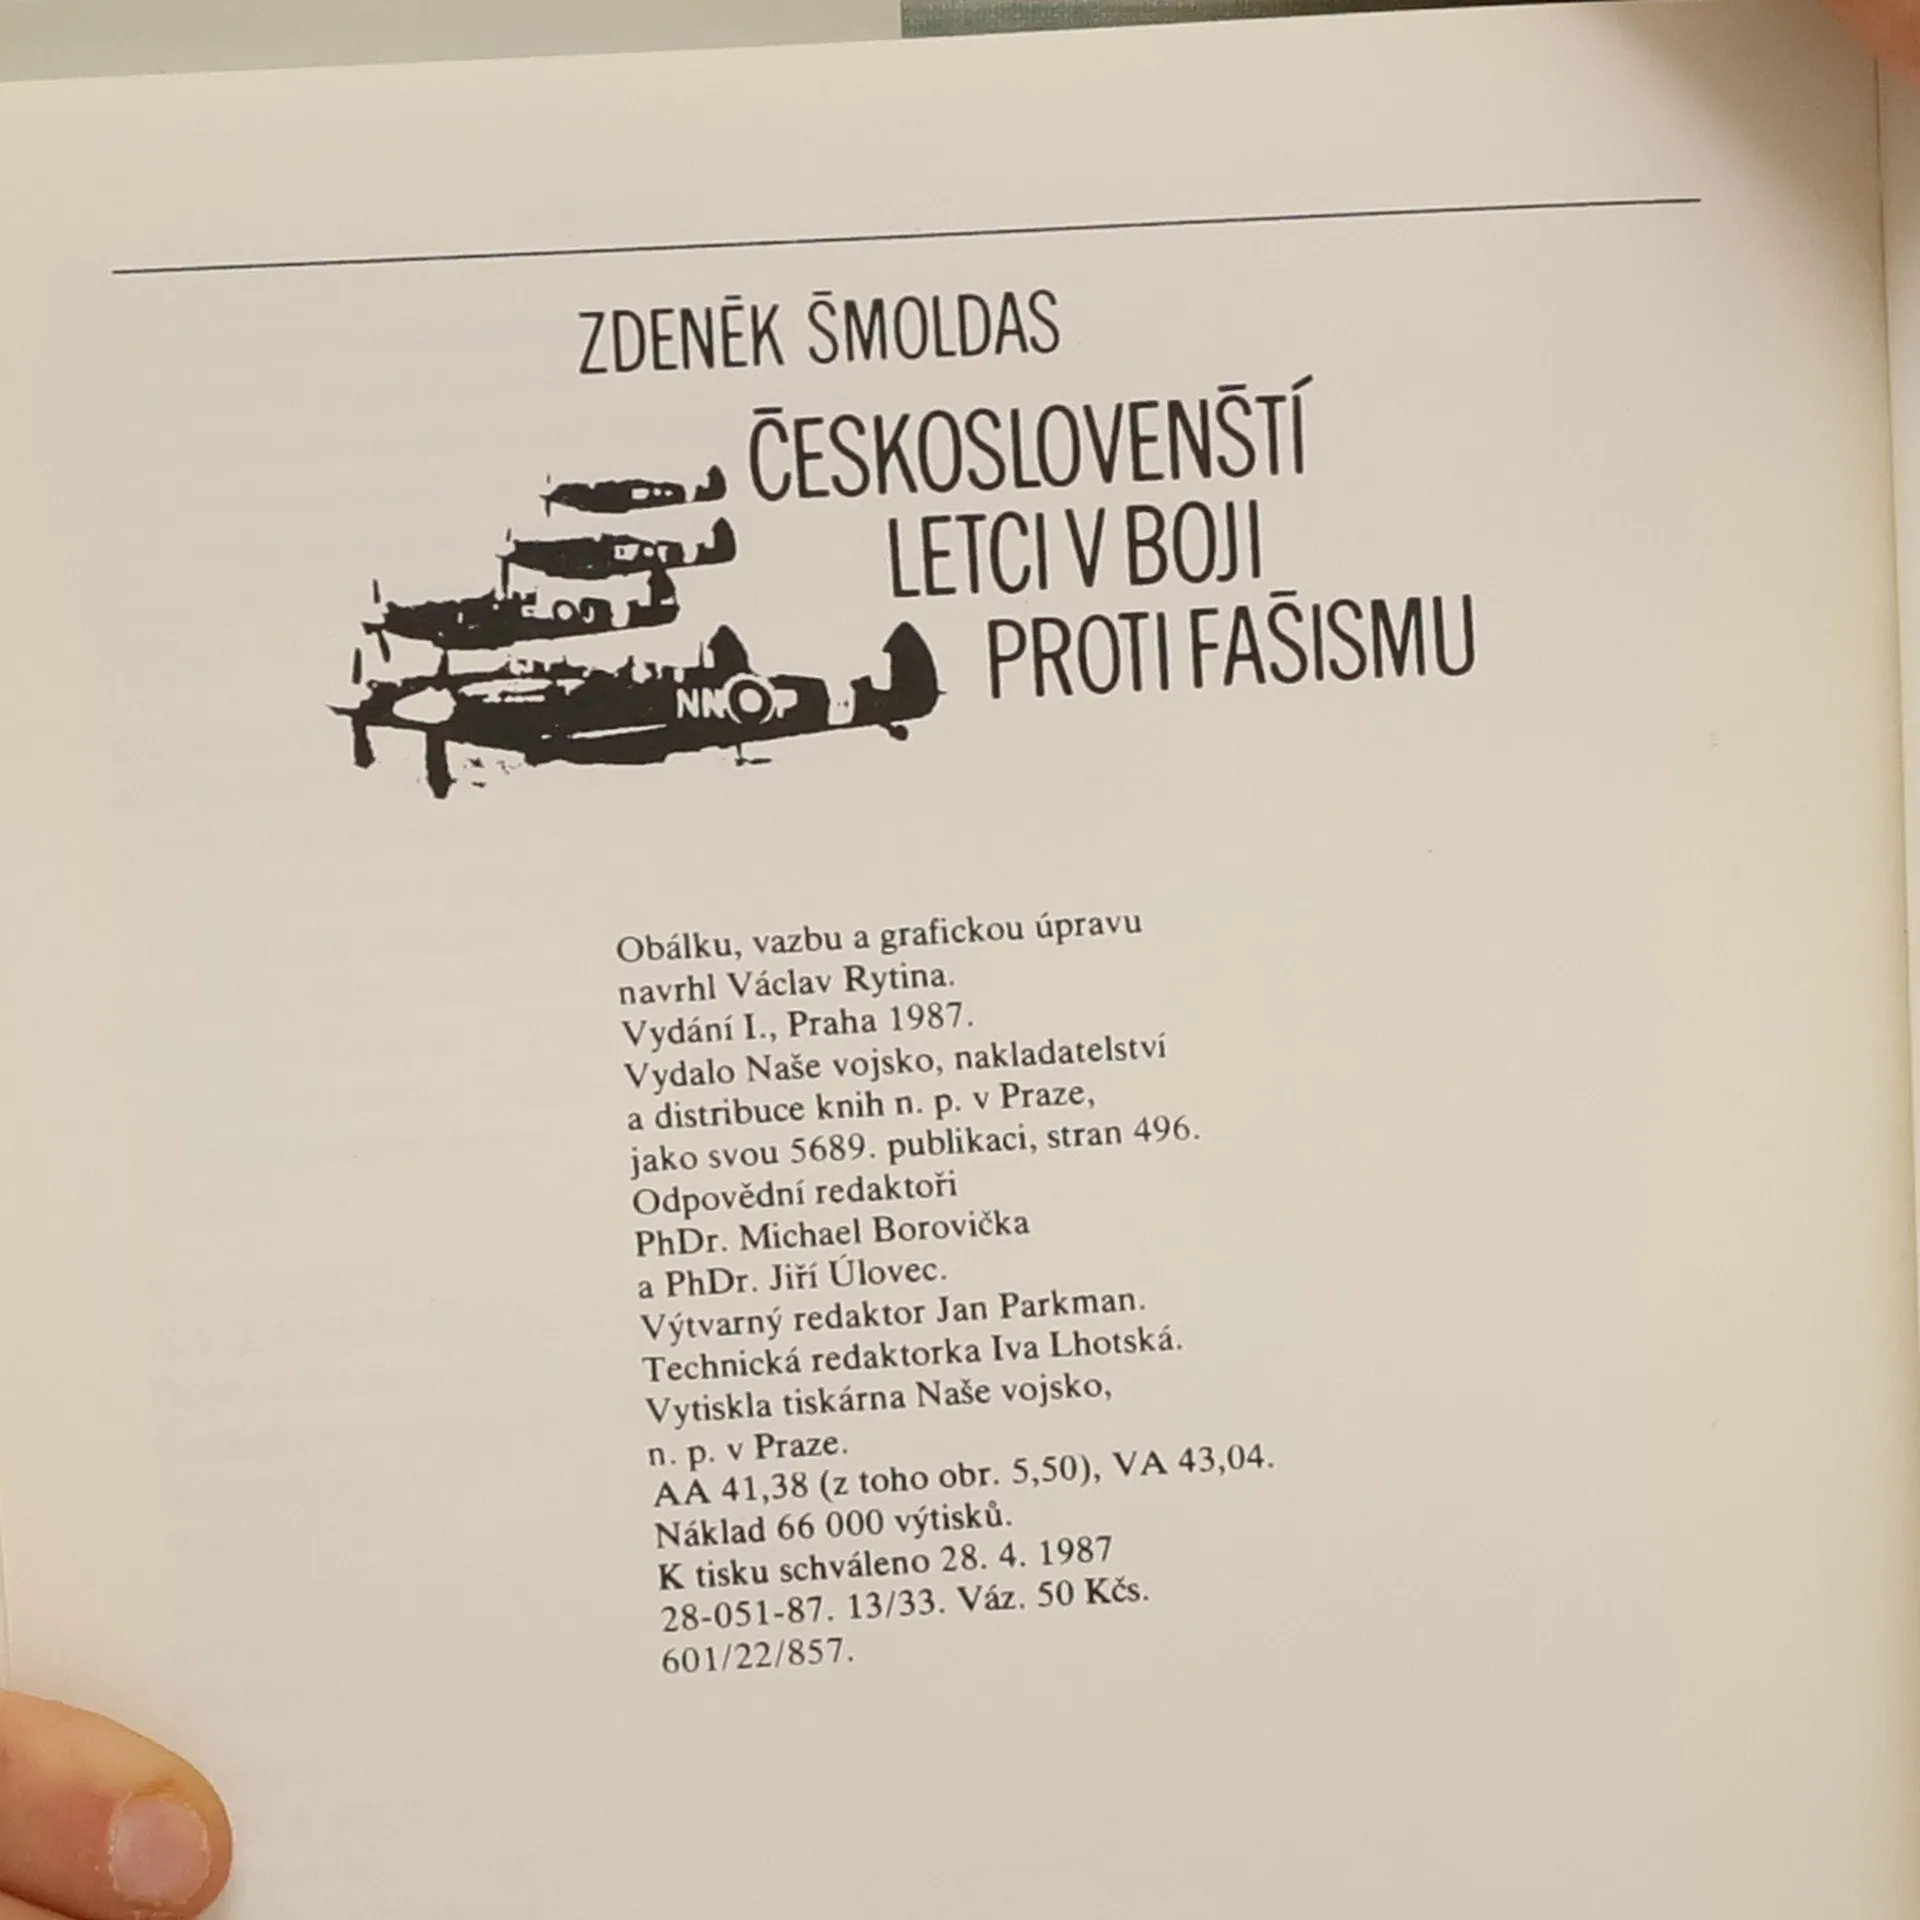 ZDENĚK ŠMOLDAS
ČESKOSLOVENŠTÍ
LETCI V BOJI
PROTI FAŠISMU
NN P
Obálku, vazbu a grafickou úpravu
navrhl Václav Rytina.
Vydání I., Praha 1987.
Vydalo Naše vojsko, nakladatelství
a distribuce knih n. p. v Praze,
jako svou 5689. publikaci, stran 496.
Odpovědní redaktoři
PhDr. Michael Borovička
a PhDr. Jiří Úlovec.
Výtvarný redaktor Jan Parkman.
Technická redaktorka Iva Lhotská.
Vytiskla tiskárna Naše vojsko,
n. p. v Praze.
AA 41,38 (z toho obr. 5,50), VA 43,04.
Náklad 66 000 výtisků.
K tisku schváleno 28. 4. 1987
28-051-87. 13/33. Váz. 50 Kčs.
601/22/857.